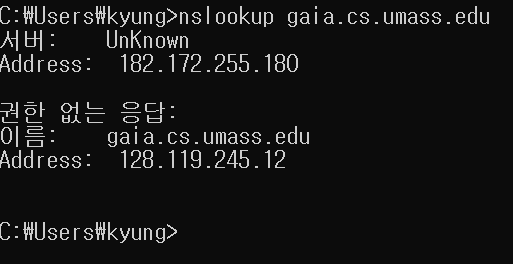 C:₩Users₩kyung>nslookup gaia.cs.umass.edu
서버:    UnKnown
Address:  182.172.255.180
권한 없는 응답:
이름:    gaia.cs.umass.edu
Address:  128.119.245.12
C:₩Users₩kyung>